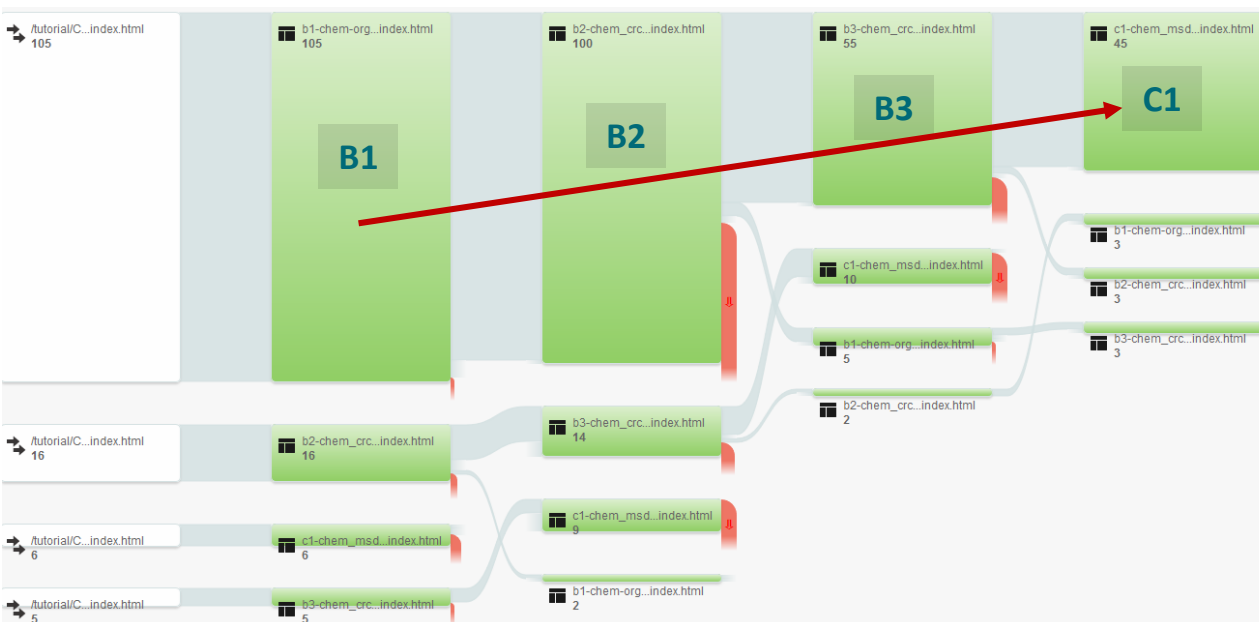 /tutorial/C...index.html
105
b1-chem-org...index.html
105
b2-chem_crc...index.html
100
b3-chem_crc...index.html
55
c1-chem_msd...index.html
45
B1
B2
B3
C1
/tutorial/C...index.html
16
b2-chem_crc...index.html
16
b3-chem_crc...index.html
14
c1-chem_msd...index.html
10
b1-chem-org...index.html
5
b2-chem_crc...index.html
2
b1-chem-org...index.html
3
b2-chem_crc...index.html
3
b3-chem_crc...index.html
3
/tutorial/C...index.html
6
c1-chem_msd...index.html
6
c1-chem_msd...index.html
9
/tutorial/C...index.html
5
b3-chem_crc...index.html
5
b1-chem-org...index.html
2